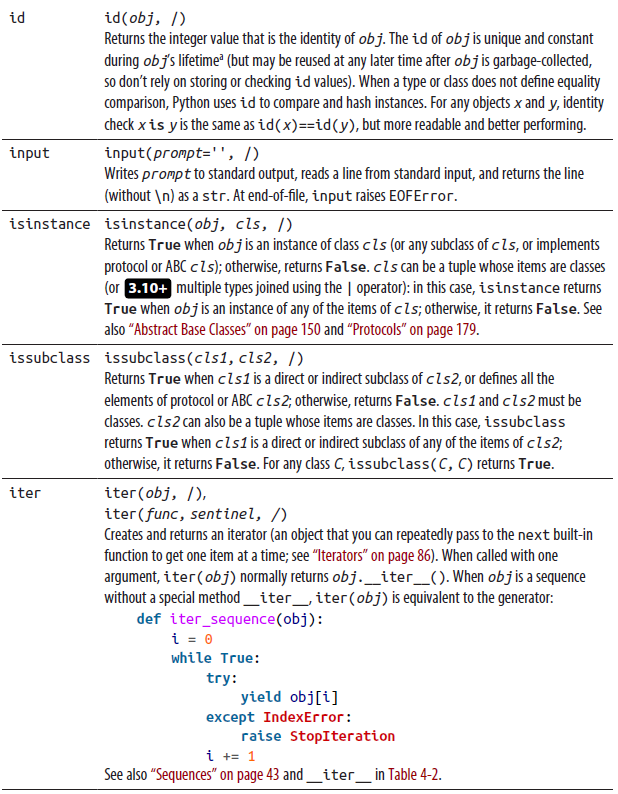 id id(obj, /)
Returns the integer value that is the identity of obj. The id of obj is unique and constant
during obj's lifetimeª (but may be reused at any later time after obj is garbage-collected,
so don't rely on storing or checking id values). When a type or class does not define equality
comparison, Python uses id to compare and hash instances. For any objects x and y, identity
check x is y is the same as id(x)==id(y), but more readable and better performing.
input input(prompt='', /)
Writes prompt to standard output, reads a line from standard input, and returns the line
(without \n) as a str. At end-of-file, input raises EOFError.
isinstance isinstance(obj, cls, /)
Returns True when obj is an instance of class cls (or any subclass of cls, or implements
protocol or ABC cls); otherwise, returns False. cls can be a tuple whose items are classes
(or 3.10+ multiple types joined using the | operator): in this case, isinstance returns
True when obj is an instance of any of the items of cls; otherwise, it returns False. See
also “Abstract Base Classes” on page 150 and “Protocols” on page 179.
issubclass issubclass(cls1, cls2, /)
Returns True when cls1 is a direct or indirect subclass of cls2, or defines all the
elements of protocol or ABC cls2; otherwise, returns False. cls1 and cls2 must be
classes. cls2 can also be a tuple whose items are classes. In this case, issubclass
returns True when cls1 is a direct or indirect subclass of any of the items of cls2;
otherwise, it returns False. For any class C, issubclass(C, C) returns True.
iter iter(obj, /),
iter(func, sentinel, /)
Creates and returns an iterator (an object that you can repeatedly pass to the next built-in
function to get one item at a time; see “Iterators” on page 86). When called with one
argument, iter(obj) normally returns obj.__iter__(). When obj is a sequence
without a special method __iter__, iter(obj) is equivalent to the generator:
def iter_sequence(obj):
i = 0
while True:
try:
yield obj[i]
except IndexError:
raise StopIteration
i += 1
See also “Sequences” on page 43 and __iter__ in Table 4-2.